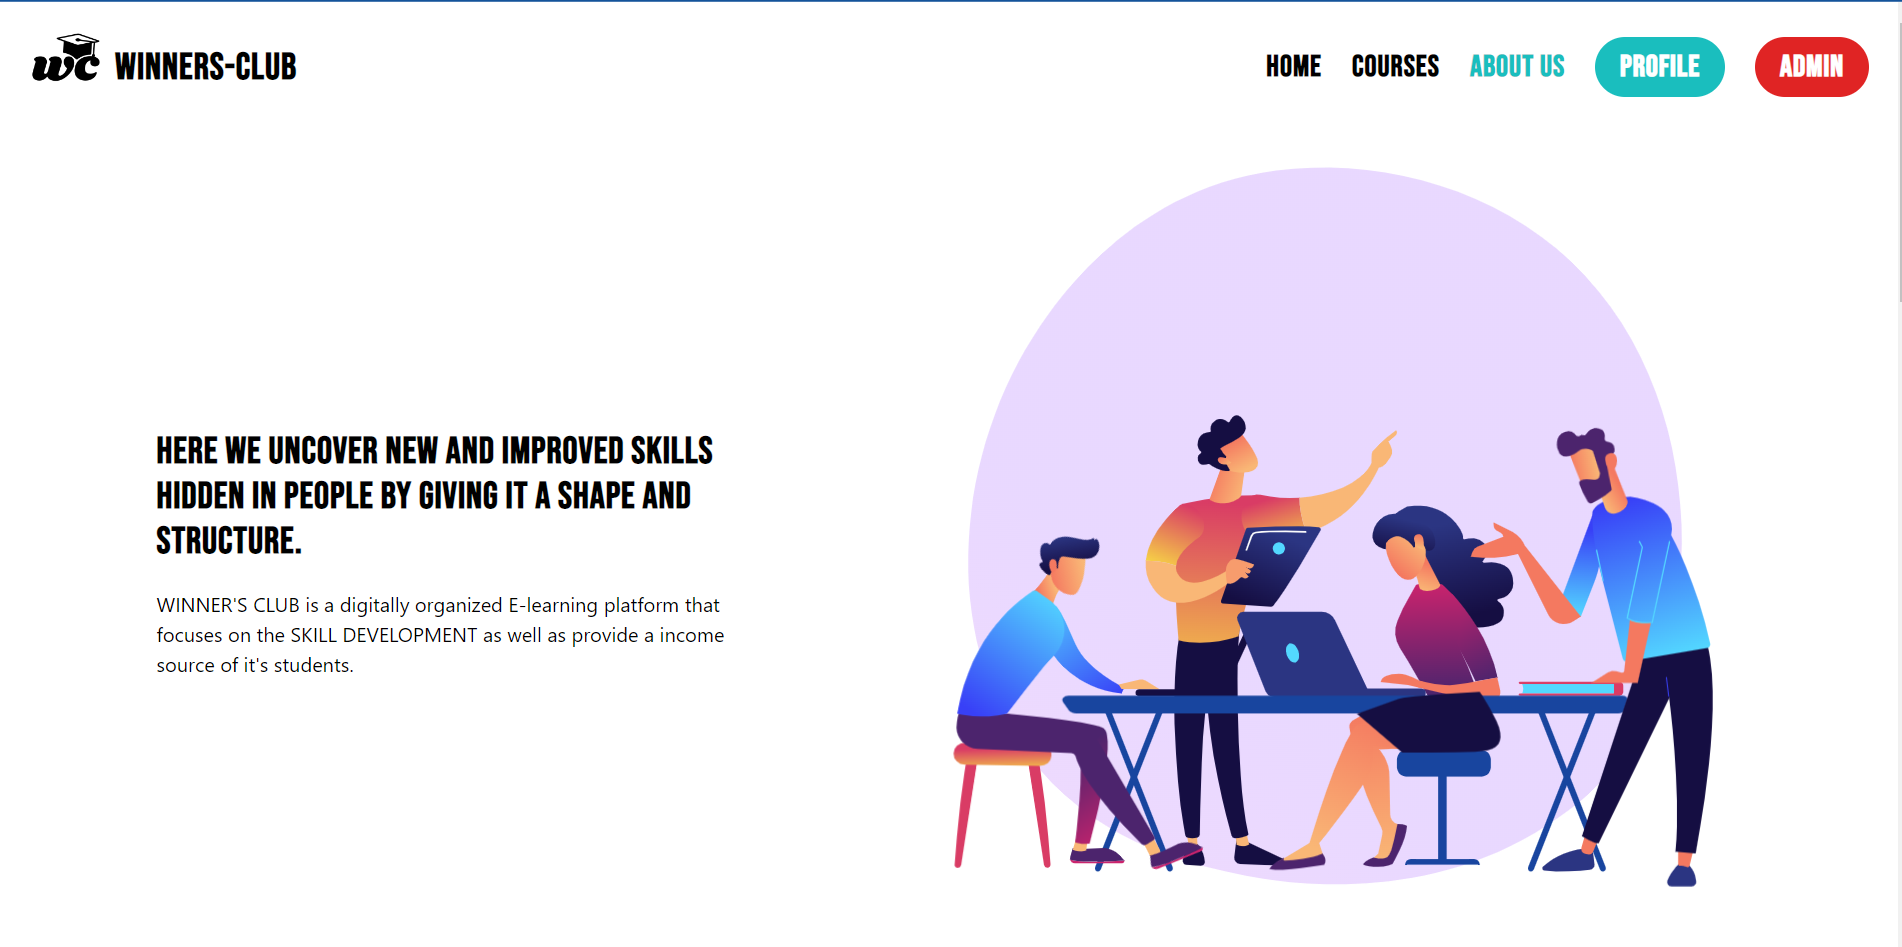 wc WINNERS-CLUB
HOME COURSES ABOUT US PROFILE ADMIN
HERE WE UNCOVER NEW AND IMPROVED SKILLS
HIDDEN IN PEOPLE BY GIVING IT A SHAPE AND
STRUCTURE.
WINNER'S CLUB is a digitally organized E-learning platform that
focuses on the SKILL DEVELOPMENT as well as provide a income
source of it's students.